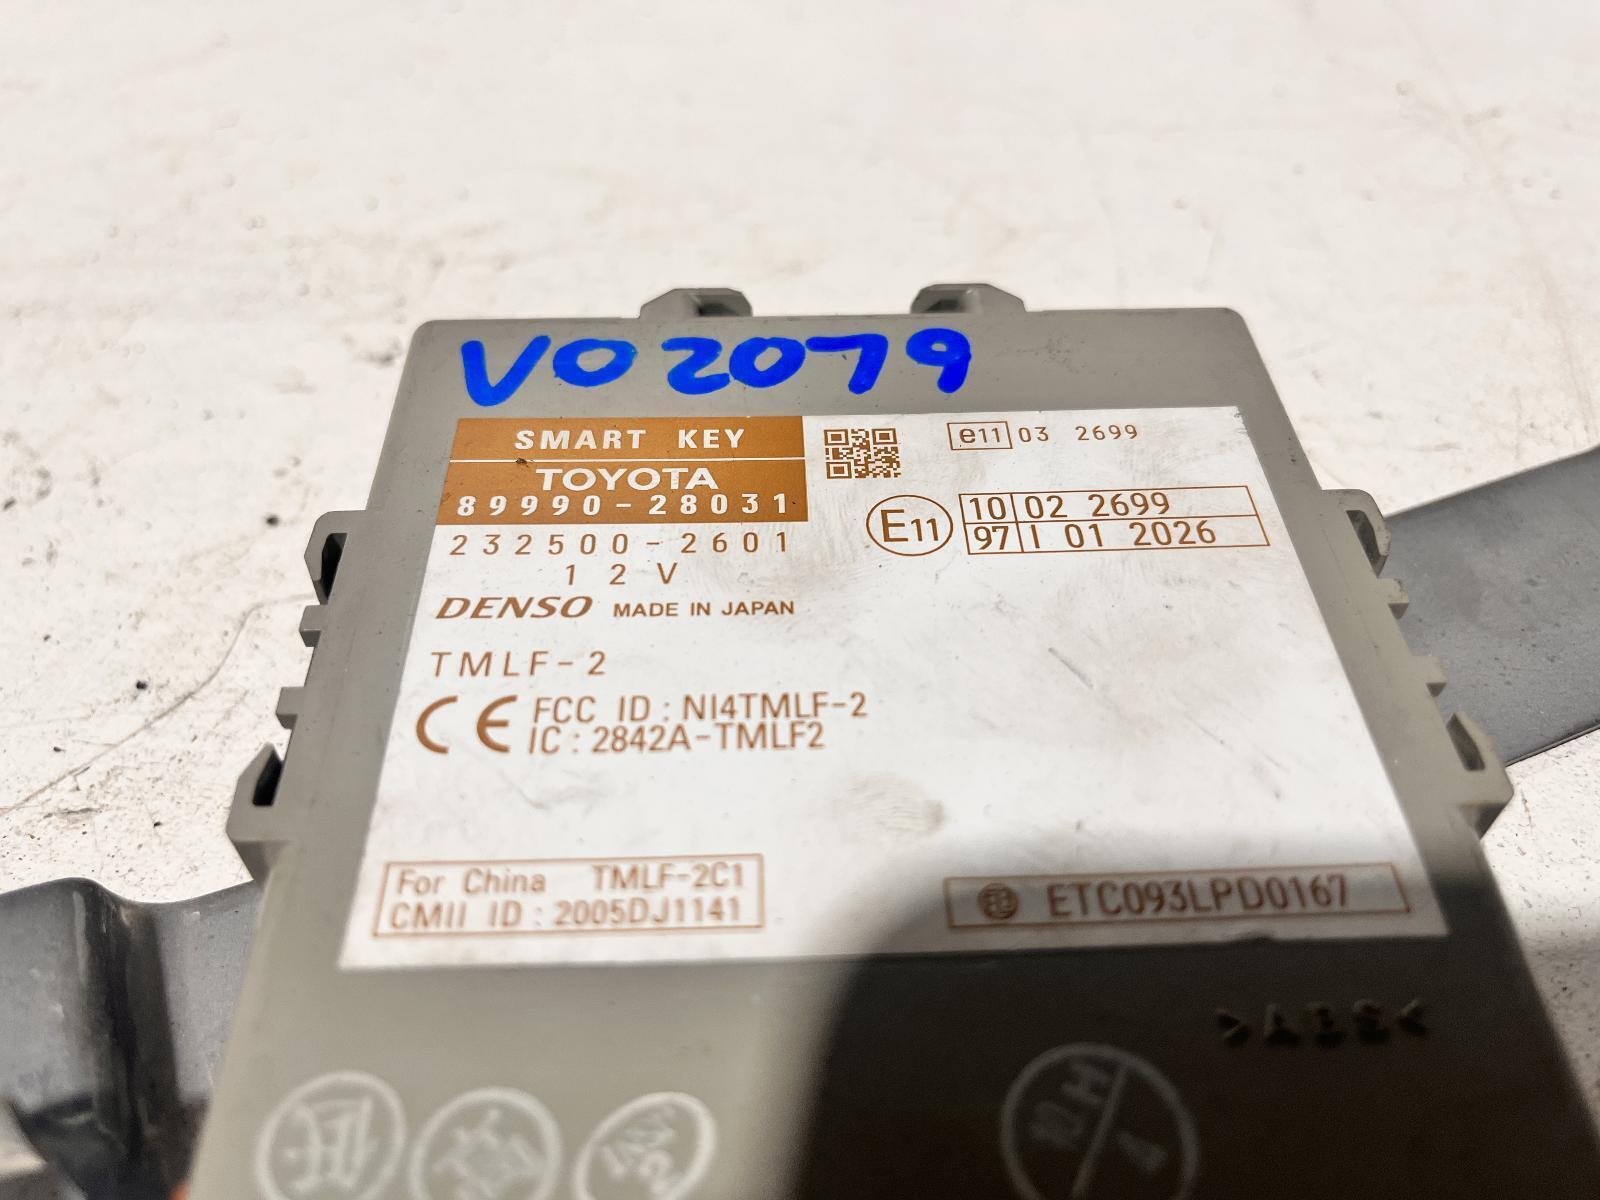 VO2079
SMART KEY
TOYOTA
89990-28031
232500-2601
12V
DENSO MADE IN JAPAN
TMLF-2
CE FCC ID : NI4TMLF-2
IC : 2842A-TMLF2
e11 03 2699
E11 10 02 2699
97 I 01 2026
For China TMLF-2C1
CMII ID : 2005DJ1141
ETC093LPD0167
>ABS<